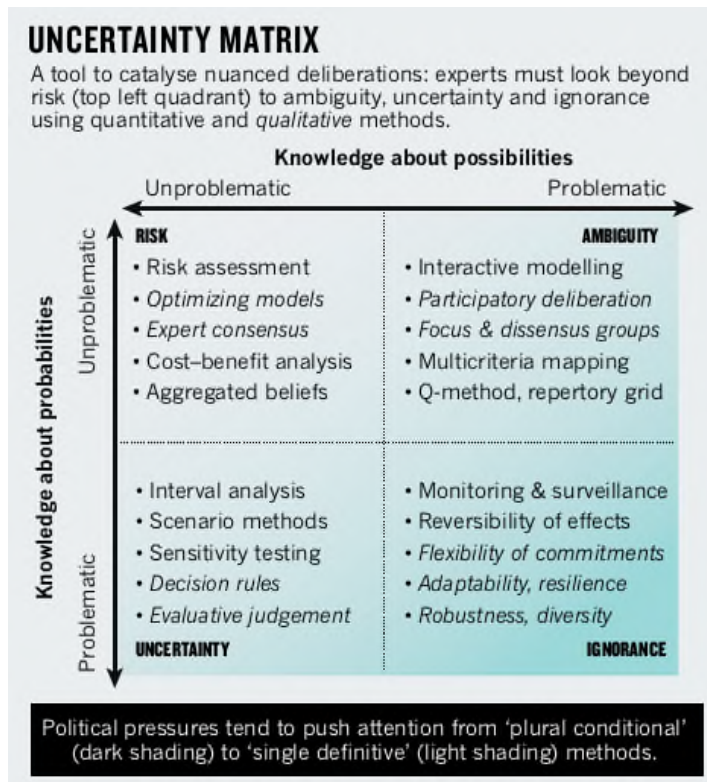 UNCERTAINTY MATRIX
A tool to catalyse nuanced deliberations: experts must look beyond
risk (top left quadrant) to ambiguity, uncertainty and ignorance
using quantitative and qualitative methods.
Knowledge about possibilities
Unproblematic
Problematic
Knowledge about probabilities
Unproblematic
Problematic
RISK
• Risk assessment
• Optimizing models
• Expert consensus
• Cost–benefit analysis
• Aggregated beliefs
AMBIGUITY
• Interactive modelling
• Participatory deliberation
• Focus & dissensus groups
• Multicriteria mapping
• Q-method, repertory grid
• Interval analysis
• Scenario methods
• Sensitivity testing
• Decision rules
• Evaluative judgement
UNCERTAINTY
• Monitoring & surveillance
• Reversibility of effects
• Flexibility of commitments
• Adaptability, resilience
• Robustness, diversity
IGNORANCE
Political pressures tend to push attention from ‘plural conditional’
(dark shading) to ‘single definitive’ (light shading) methods.